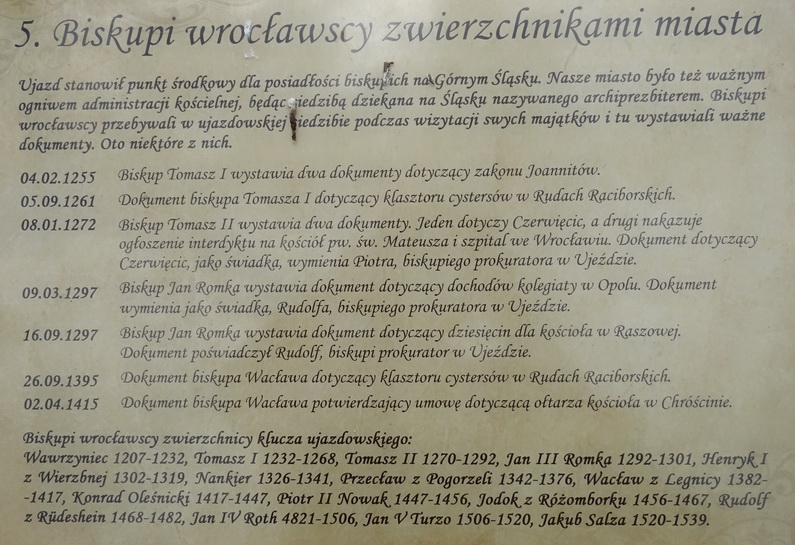 5. Biskupi wrocławscy zwierzchnikami miasta
Ujazd stanowił punkt środkowy dla posiadłości biskupich na Górnym Śląsku. Nasze miasto było też ważnym
ogniwem administracji kościelnej, będąc siedzibą dziekana na Śląsku nazywanego archiprezbiterem. Biskupi
wrocławscy przebywali w ujazdowskiej siedzibie podczas wizytacji swych majątków i tu wystawiali ważne
dokumenty. Oto niektóre z nich.
04.02.1255 Biskup Tomasz I wystawia dwa dokumenty dotyczący zakonu Joannitów.
05.09.1261 Dokument biskupa Tomasza I dotyczący klasztoru cystersów w Rudach Raciborskich.
08.01.1272 Biskup Tomasz II wystawia dwa dokumenty. Jeden dotyczy Czerwięcic, a drugi nakazuje
ogłoszenie interdyktu na kościół pw. św. Mateusza i szpital we Wrocławiu. Dokument dotyczący
Czerwięcic, jako świadka, wymienia Piotra, biskupiego prokuratora w Ujeździe.
09.03.1297 Biskup Jan Romka wystawia dokument dotyczący dochodów kolegiaty w Opolu. Dokument
wymienia jako świadka, Rudolfa, biskupiego prokuratora w Ujeździe.
16.09.1297 Biskup Jan Romka wystawia dokument dotyczący dziesięcin dla kościoła w Raszowej.
Dokument poświadczył Rudolf, biskupi prokurator w Ujeździe.
26.09.1395 Dokument biskupa Wacława dotyczący klasztoru cystersów w Rudach Raciborskich.
02.04.1415 Dokument biskupa Wacława potwierdzający umowę dotyczącą ołtarza kościoła w Chróścinie.
Biskupi wrocławscy zwierzchnicy klucza ujazdowskiego:
Wawrzyniec 1207-1232, Tomasz I 1232-1268, Tomasz II 1270-1292, Jan III Romka 1292-1301, Henryk I
z Wierzbnej 1302-1319, Nankier 1326-1341, Przecław z Pogorzeli 1342-1376, Wacław z Legnicy 1382-
-1417, Konrad Oleśnicki 1417-1447, Piotr II Nowak 1447-1456, Jodok z Różomborku 1456-1467, Rudolf
z Rüdeshein 1468-1482, Jan IV Roth 4821-1506, Jan V Turzo 1506-1520, Jakub Salza 1520-1539.